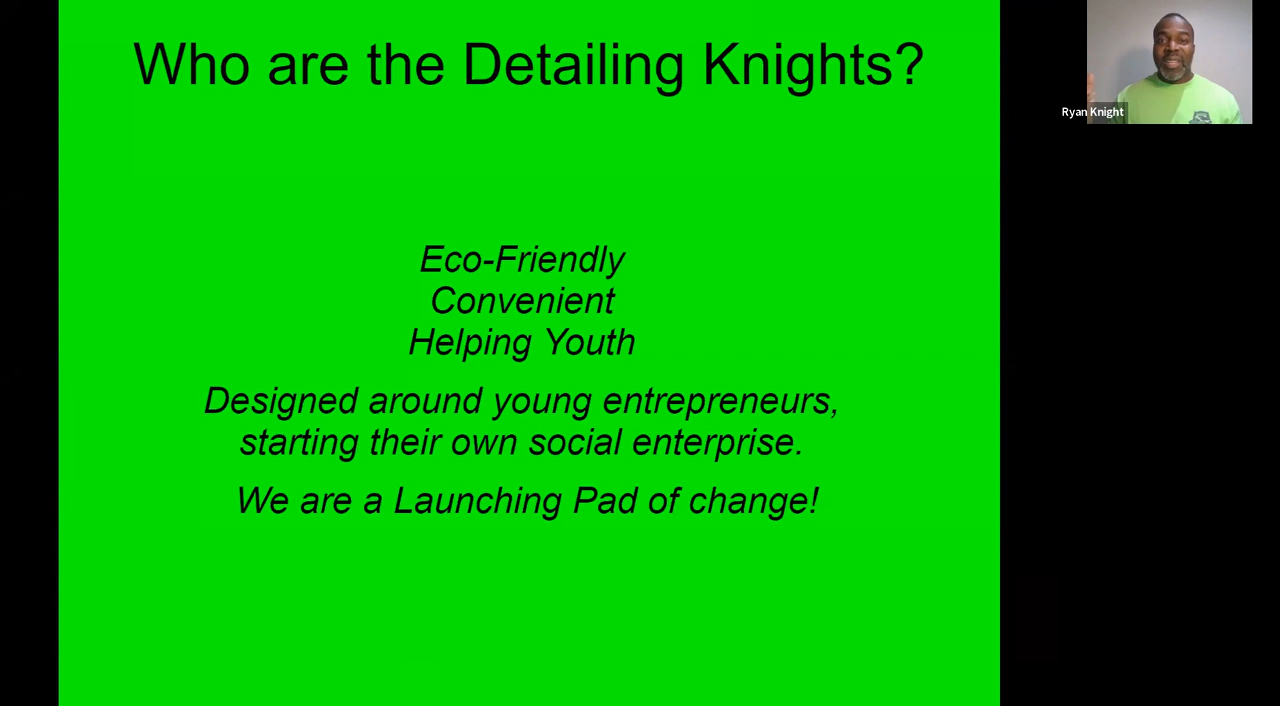 Who are the Detailing Knights?
Ryan Knight
Eco-Friendly
Convenient
Helping Youth
Designed around young entrepreneurs,
starting their own social enterprise.
We are a Launching Pad of change!